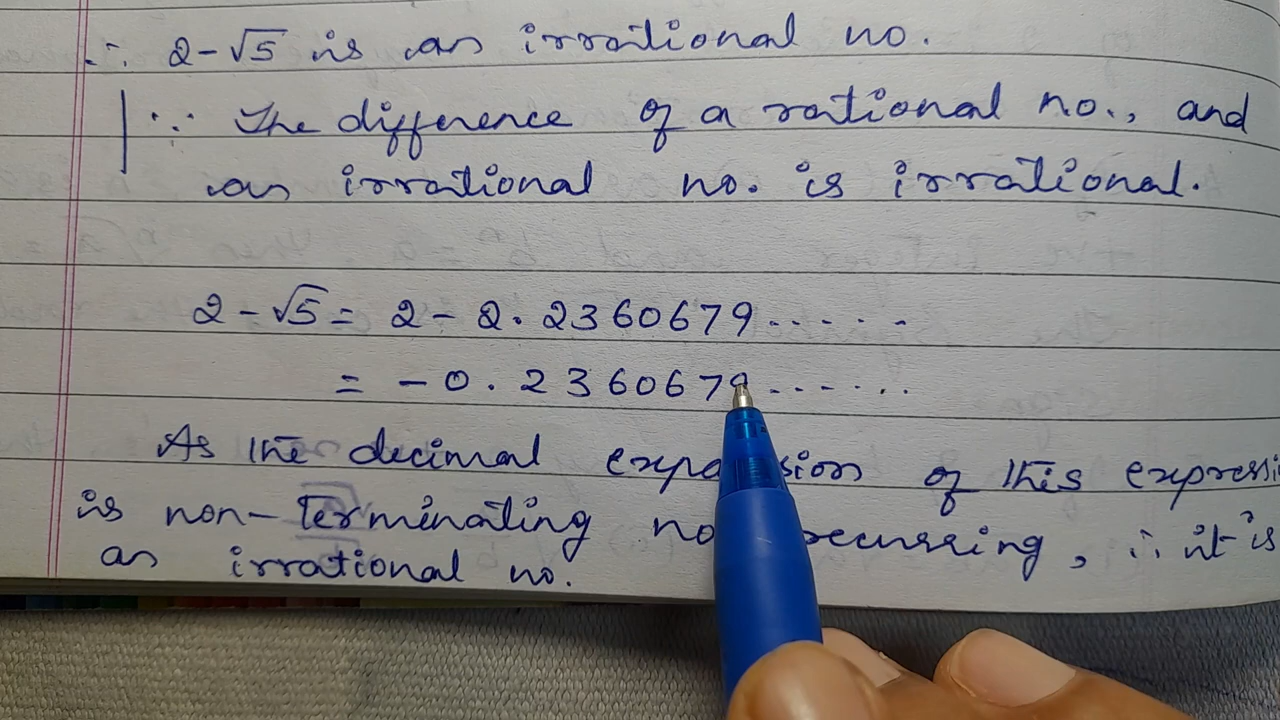 ∴ 2-√5 is an irrational no.
∵ The difference of a rational no., and
an irrational no. is irrational.
2-√5 = 2-2.2360679.....
= -0.2360679......
As the decimal expansion of this expressi
is non-terminating no recurring, ∴ it is
an irrational no.